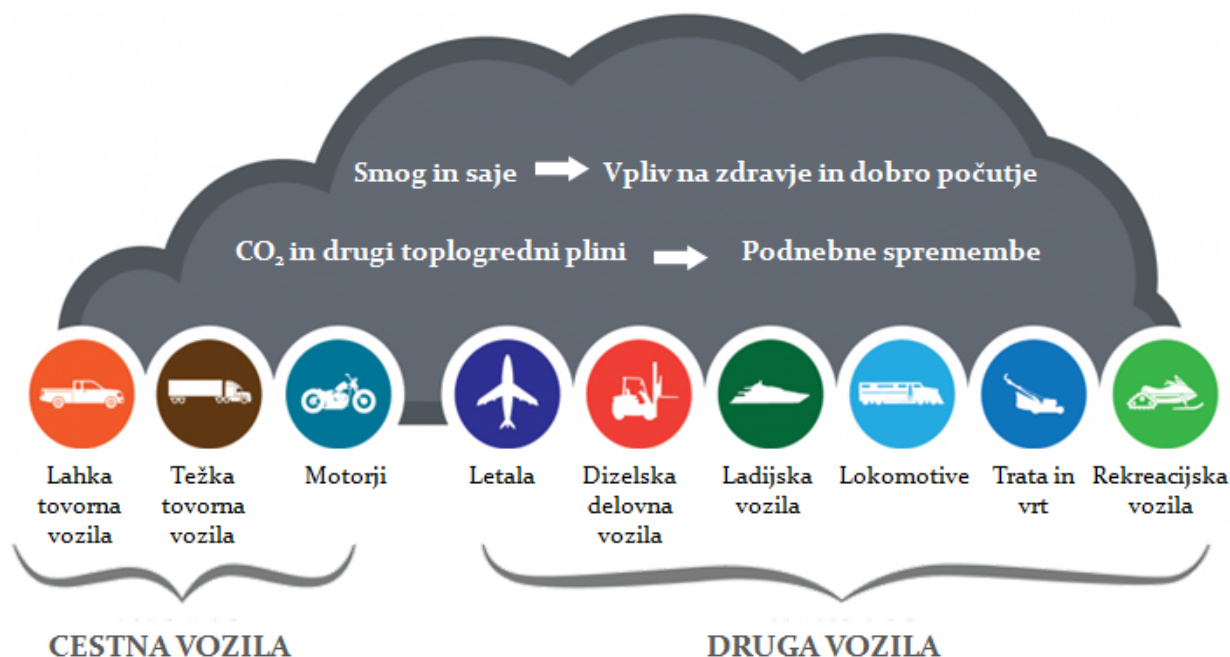 Smog in saje Vpliv na zdravje in dobro počutje
CO₂ in drugi toplogredni plini Podnebne spremembe
Lahka tovorna vozila
Težka tovorna vozila
Motorji
Letala
Dizelska delovna vozila
Ladijska vozila
Lokomotive
Trata in vrt
Rekreacijska vozila
CESTNA VOZILA
DRUGA VOZILA